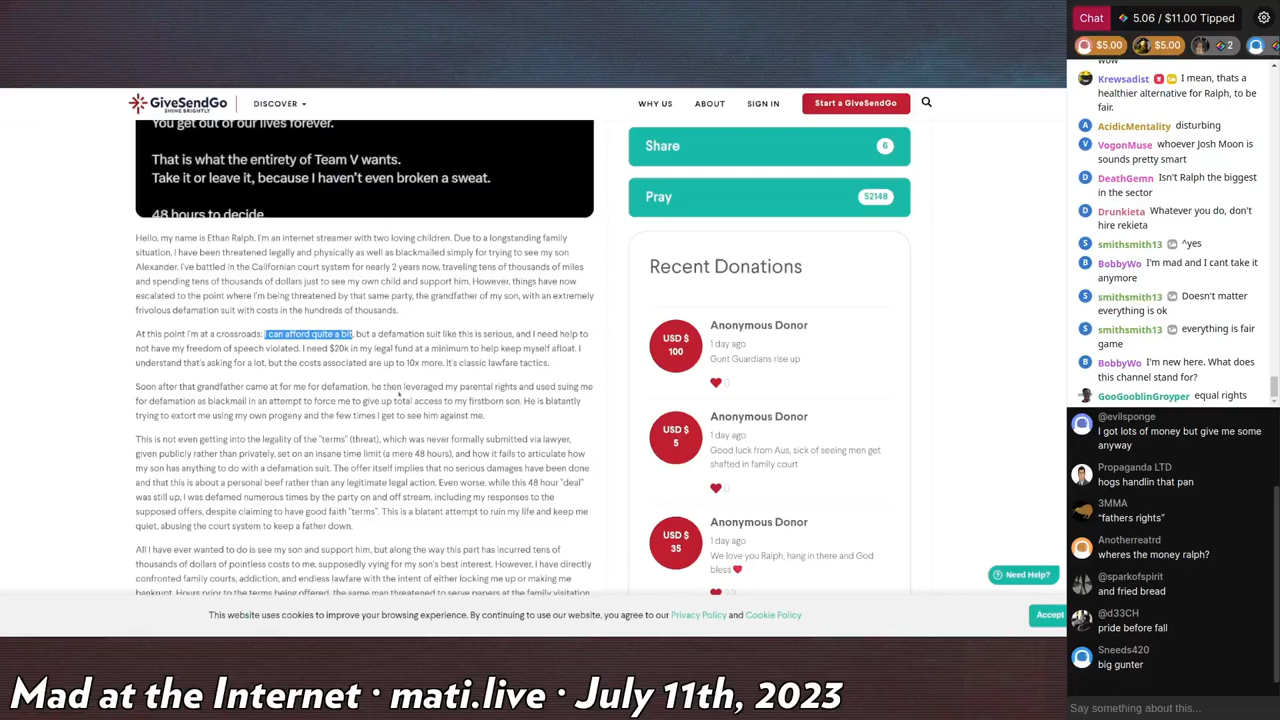 GiveSendGo
SHINE BRIGHTLY
DISCOVER
WHY US
ABOUT
SIGN IN
Start a GiveSendGo
You get out of our lives forever.
That is what the entirety of Team V wants.
Take it or leave it, because I haven't even broken a sweat.
48 hours to decide
Hello, my name is Ethan Ralph. I'm an internet streamer with two loving children. Due to a longstanding family
situation, I have been threatened legally and physically as well as blackmailed simply for trying to see my son
Alexander. I've battled in the Californian court system for nearly 2 years now, traveling tens of thousands of miles
and spending tens of thousands of dollars just to see my own child and support him. However, things have now
escalated to the point where I'm being threatened by that same party, the grandfather of my son, with an extremely
frivolous defamation suit with costs in the hundreds of thousands.
At this point I'm at a crossroads: I can afford quite a bit, but a defamation suit like this is serious, and I need help to
not have my freedom of speech violated. I need $20k in my legal fund at a minimum to help keep myself afloat. I
understand that's asking for a lot, but the costs associated are up to 10x more. It's classic lawfare tactics.
Soon after that grandfather came at for me for defamation, he then leveraged my parental rights and used suing me
for defamation as blackmail in an attempt to force me to give up total access to my firstborn son. He is blatantly
trying to extort me using my own progeny and the few times I get to see him against me.
This is not even getting into the legality of the "terms" (threat), which was never formally submitted via lawyer,
given publicly rather than privately, set on an insane time limit (a mere 48 hours), and how it fails to articulate how
my son has anything to do with a defamation suit. The offer itself implies that no serious damages have been done
and that this is about a personal beef rather than any legitimate legal action. Even worse, while this 48 hour "deal"
was still up, I was defamed numerous times by the party on and off stream, including my responses to the
supposed offers, despite claiming to have good faith "terms". This is a blatant attempt to ruin my life and keep me
quiet, abusing the court system to keep a father down.
All I have ever wanted to do is see my son and support him, but along the way this part has incurred tens of
thousands of dollars of pointless costs to me, supposedly vying for my son's best interest. However, I have directly
confronted family courts, addiction, and endless lawfare with the intent of either locking me up or making me
bankrupt. Hours prior to the terms being offered, the same man threatened to serve papers at the family visitation
Share
6
Pray
52148
Recent Donations
USD $
100
Anonymous Donor
1 day ago
Gunt Guardians rise up
0
USD $
5
Anonymous Donor
1 day ago
Good luck from Aus, sick of seeing men get
shafted in family court
0
USD $
35
Anonymous Donor
1 day ago
We love you Ralph, hang in there and God
bless
Need Help?
This website uses cookies to improve your browsing experience. By continuing to use our website, you agree to our Privacy Policy and Cookie Policy
Accept
Mad at the Internet · mati.live · July 11th, 2023
Chat
5.06 / $11.00 Tipped
$5.00
$5.00
2
wow
Krewsadist I mean, thats a
healthier alternative for Ralph, to be
fair.
AcidicMentality disturbing
VogonMuse whoever Josh Moon is
sounds pretty smart
DeathGemn Isn't Ralph the biggest
in the sector
Drunkieta Whatever you do, don't
hire rekieta
smithsmith13 ^yes
BobbyWo I'm mad and I cant take it
anymore
smithsmith13 Doesn't matter
everything is ok
smithsmith13 everything is fair
game
BobbyWo I'm new here. What does
this channel stand for?
GooGooblinGroyper equal rights
@evilsponge
I got lots of money but give me some
anyway
Propaganda LTD
hogs handlin that pan
3MMA
"fathers rights"
Anotherreatrd
wheres the money ralph?
@sparkofspirit
and fried bread
@d33CH
pride before fall
Sneeds420
big gunter
Say something about this...